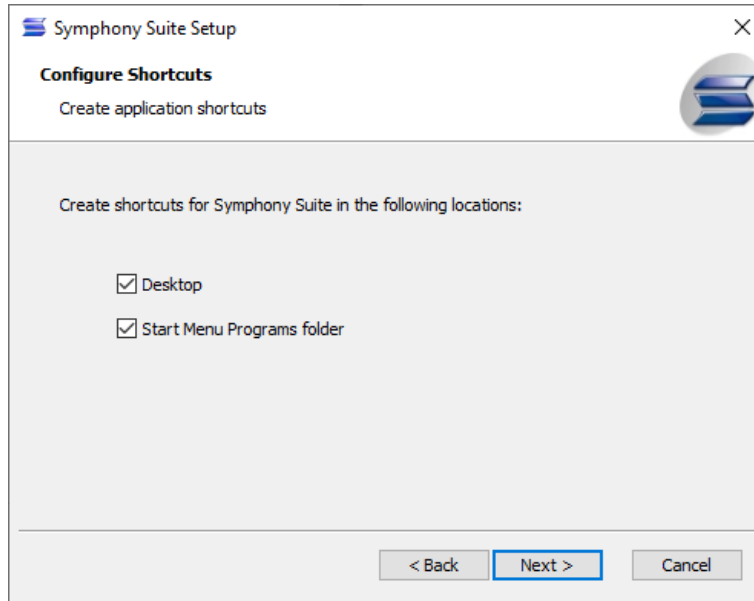 Symphony Suite Setup
Configure Shortcuts
Create application shortcuts
Create shortcuts for Symphony Suite in the following locations:
Desktop
Start Menu Programs folder
< Back
Next >
Cancel